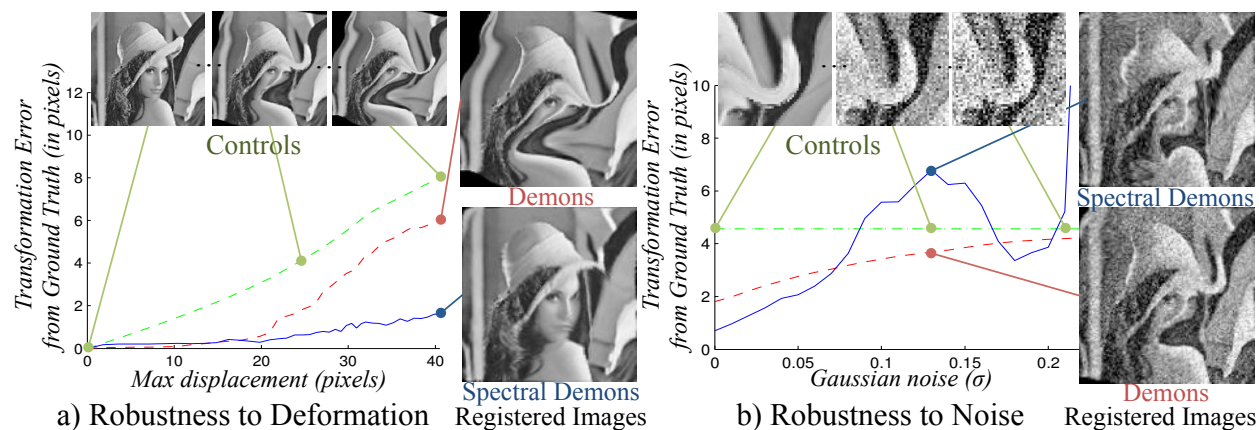 Transformation Error
from Ground Truth (in pixels)
12
10
8
6
4
2
0
0
10
20
30
40
Max displacement (pixels)
Controls
Demons
Spectral Demons
a) Robustness to Deformation
Registered Images
Transformation Error
from Ground Truth (in pixels)
10
8
6
4
2
0
0
0.05
0.1
0.15
0.2
Gaussian noise (σ)
Controls
Spectral Demons
Demons
b) Robustness to Noise
Registered Images